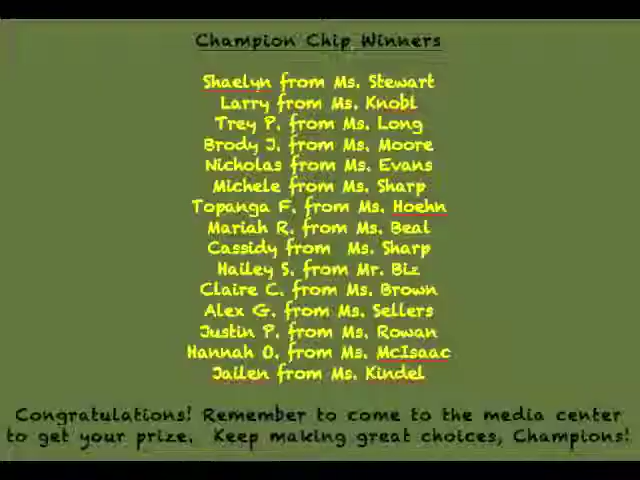 Champion Chip Winners
Shaelyn from Ms. Stewart
Larry from Ms. Knobl
Trey P. from Ms. Long
Brody J. from Ms. Moore
Nicholas from Ms. Evans
Michele from Ms. Sharp
Topanga F. from Ms. Hoehn
Mariah R. from Ms. Beal
Cassidy from Ms. Sharp
Hailey S. from Mr. Biz
Claire C. from Ms. Brown
Alex G. from Ms. Sellers
Justin P. from Ms. Rowan
Hannah O. from Ms. McIsaac
Jailen from Ms. Kindel
Congratulations! Remember to come to the media center
to get your prize. Keep making great choices, Champions!